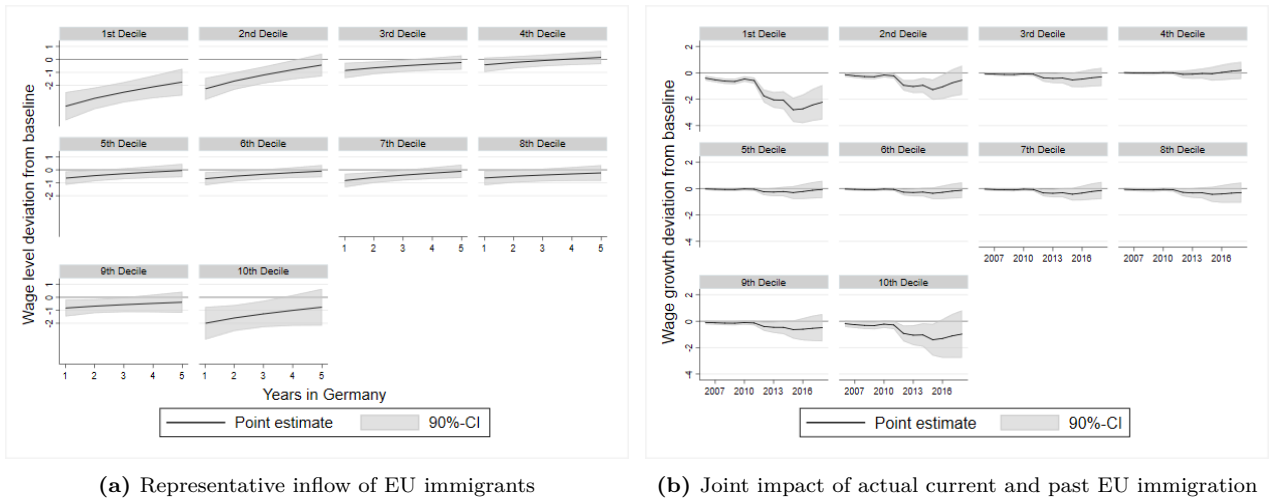 1st Decile 2nd Decile 3rd Decile 4th Decile
1 0 -1 -2
5th Decile 6th Decile 7th Decile 8th Decile
1 0 -1 -2
1 2 3 4 5 1 2 3 4 5
9th Decile 10th Decile
1 0 -1 -2
1 2 3 4 5 1 2 3 4 5
Wage level deviation from baseline
Years in Germany
Point estimate 90%-CI
(a) Representative inflow of EU immigrants
1st Decile 2nd Decile 3rd Decile 4th Decile
2 0 -2 -4
5th Decile 6th Decile 7th Decile 8th Decile
2 0 -2 -4
2007 2010 2013 2016 2007 2010 2013 2016
9th Decile 10th Decile
2 0 -2 -4
2007 2010 2013 2016 2007 2010 2013 2016
Wage growth deviation from baseline
Point estimate 90%-CI
(b) Joint impact of actual current and past EU immigration